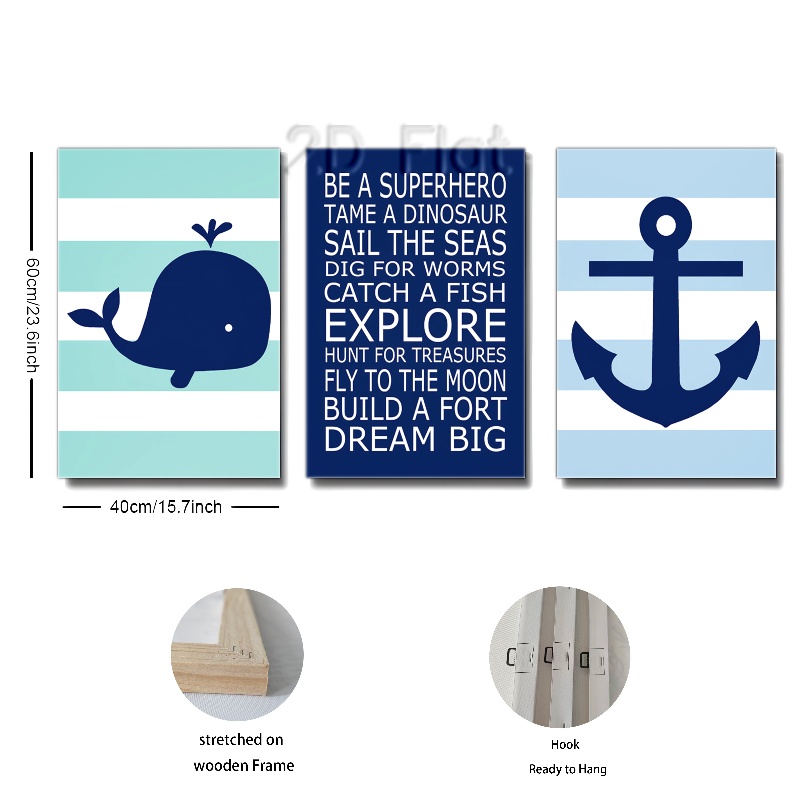 2D Flat
BE A SUPERHERO
TAME A DINOSAUR
SAIL THE SEAS
DIG FOR WORMS
CATCH A FISH
EXPLORE
HUNT FOR TREASURES
FLY TO THE MOON
BUILD A FORT
DREAM BIG
60cm/23.6inch
40cm/15.7inch
stretched on
wooden Frame
Hook
Ready to Hang